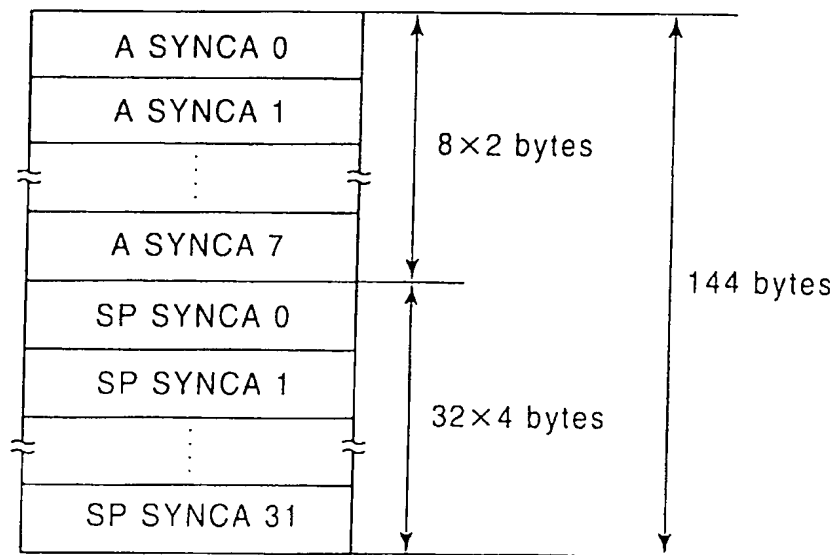 A SYNCA 0
A SYNCA 1
8×2 bytes
A SYNCA 7
144 bytes
SP SYNCA 0
SP SYNCA 1
32×4 bytes
SP SYNCA 31